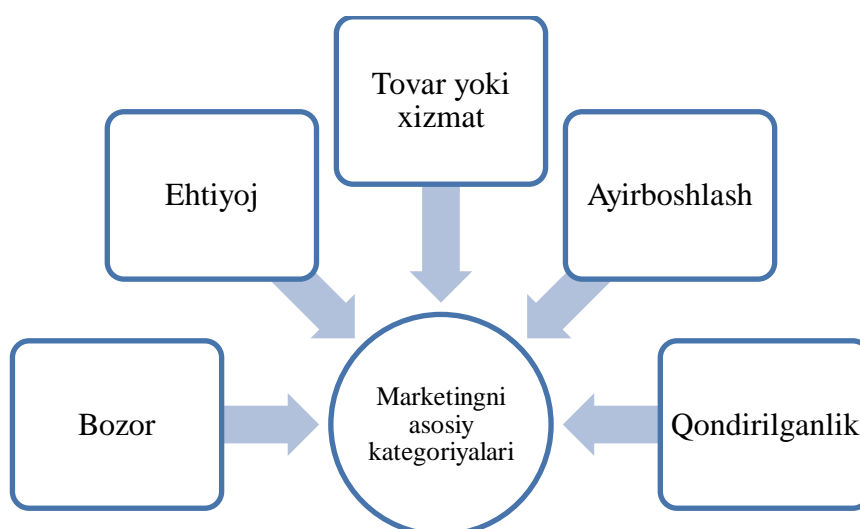 Tovar yoki
xizmat
Ehtiyoj
Ayirboshlash
Bozor
Marketingni
asosiy
kategoriyalari
Qondirilganlik